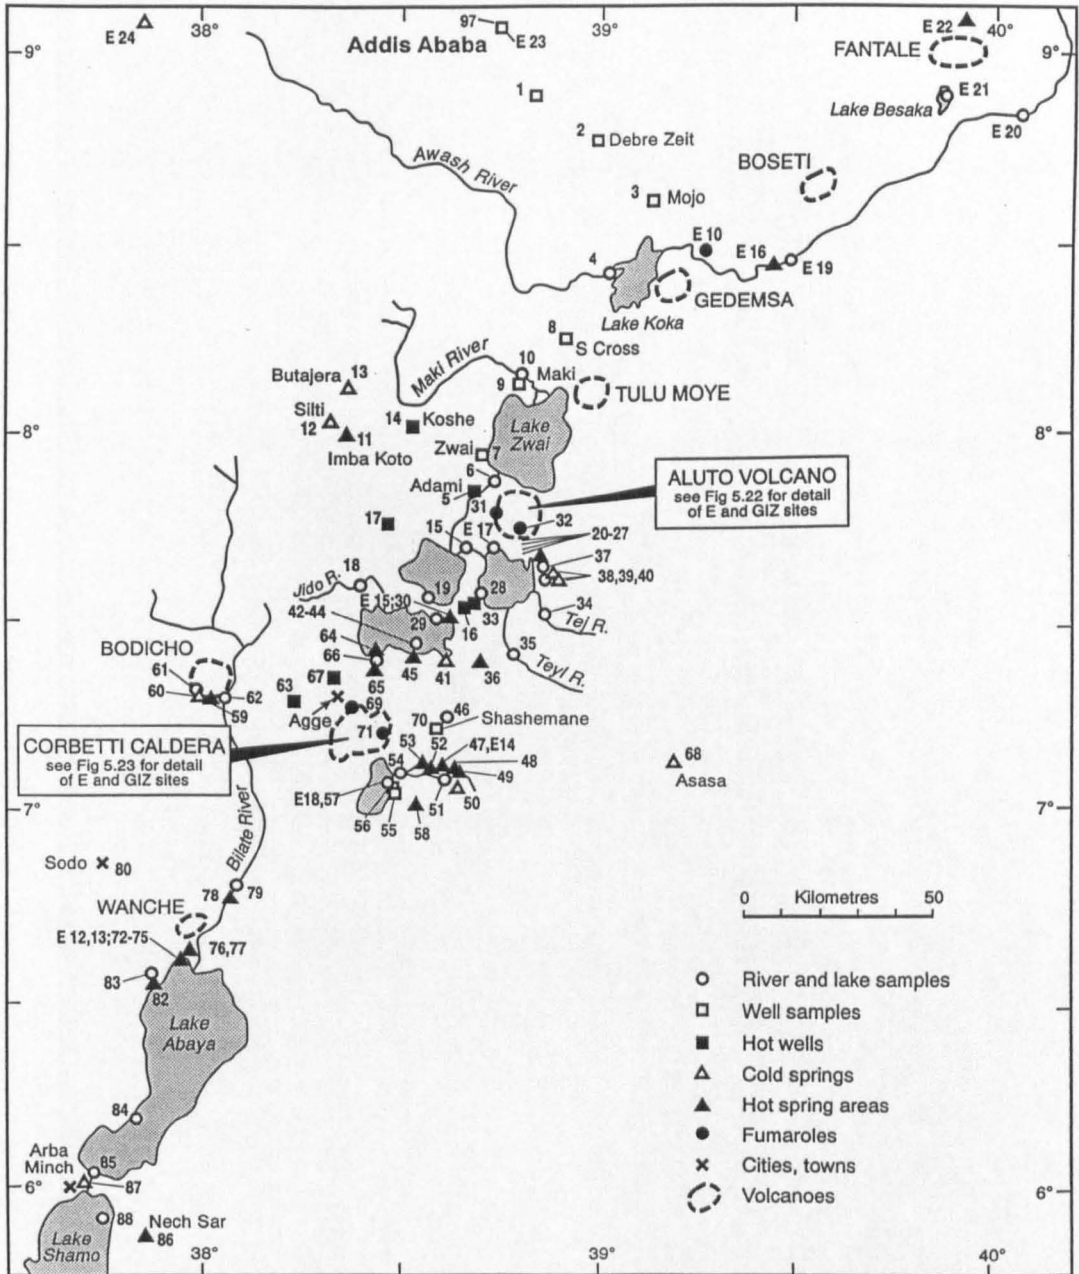 38°
97
39°
40°
E 24
Addis Ababa
E 23
E 22
9°
FANTALE
9°
1
E 21
Lake Besaka
E 20
2
Debre Zeit
Awash River
BOSETI
3
Mojo
E 10
E 16
4
E 19
GEDEMSA
Lake Koka
8
S Cross
Maki River
10
Butajera
13
Maki
9
TULU MOYE
Silti
12
14
Koshe
Lake
Zwai
8°
11
Imba Koto
Zwai
7
8°
6
Adami
5
ALUTO VOLCANO
see Fig 5.22 for detail
of E and GIZ sites
31
32
17
15
E 17
20-27
37
18
Jido R.
19
28
38,39,40
E 15;30
42-44
29
16
33
34
Tej R.
64
35
Teyl R.
BODICHO
66
61
67
45
41
36
60
63
65
62
59
69
Agge
46
70
Shashemane
71
CORBETTI CALDERA
see Fig 5.23 for detail
of E and GIZ sites
53
52
47,E14
48
68
Asasa
54
49
E18,57
50
51
7°
56
55
58
7°
Bilate River
Sodo
80
78
79
0
Kilometres
50
WANCHE
E 12,13;72-75
76,77
83
82
River and lake samples
Well samples
Lake
Abaya
Hot wells
Cold springs
84
Hot spring areas
Fumaroles
Arba
Minch
85
Cities, towns
6°
87
6°
Volcanoes
88
Nech Sar
86
Lake
Shamo
38°
39°
40°